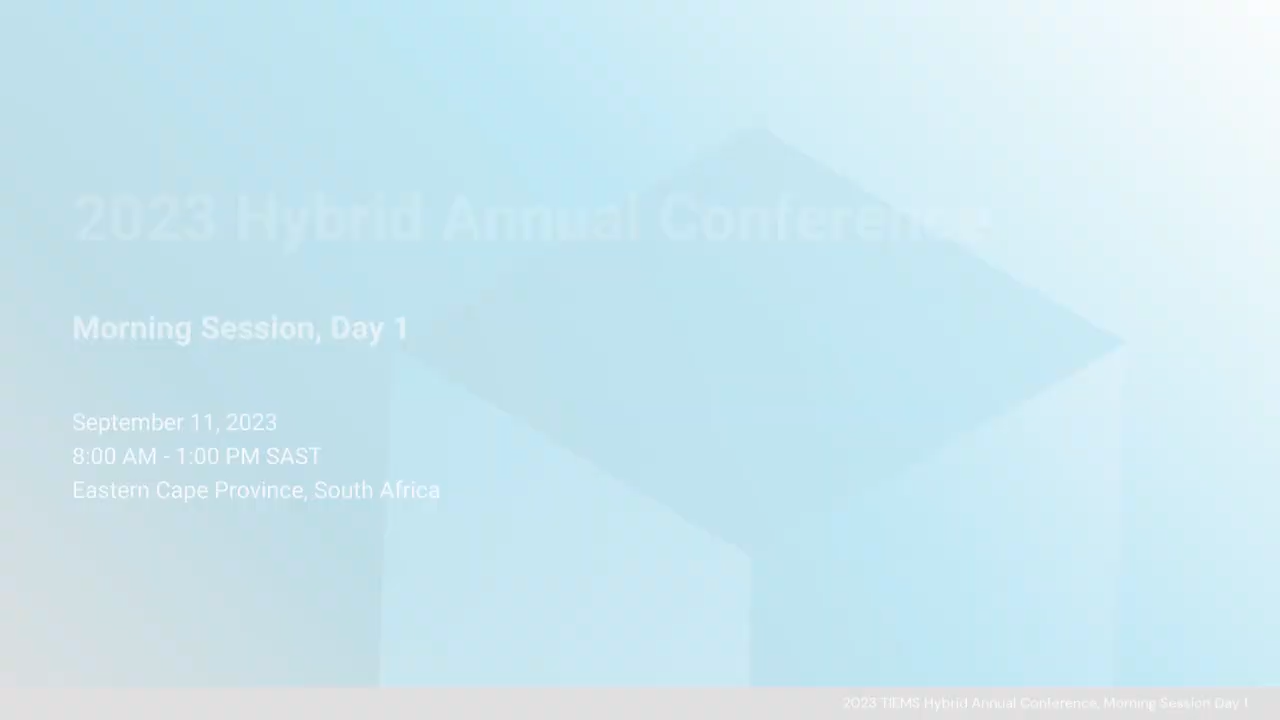 2023 Hybrid Annual Conference
Morning Session, Day 1
September 11, 2023
8:00 AM - 1:00 PM SAST
Eastern Cape Province, South Africa
2023 TIEMS Hybrid Annual Conference, Morning Session Day 1